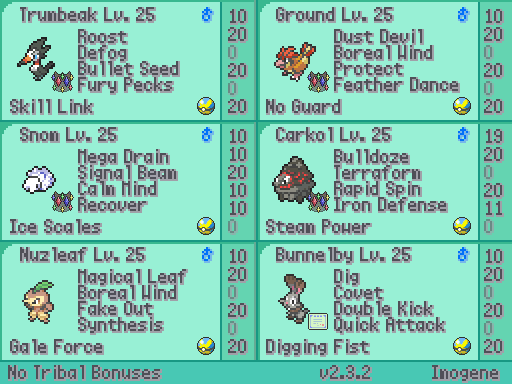 Trumbeak Lv. 25
10
Roost
20
Defog
0
Bullet Seed
20
Fury Pecks
0
Skill Link
20
Ground Lv. 25
10
Dust Devil
20
Boreal Wind
0
Protect
20
Feather Dance
0
No Guard
20
Snom Lv. 25
10
Mega Drain
10
Signal Beam
20
Calm Mind
10
Recover
10
Ice Scales
0
Carkol Lv. 25
19
Bulldoze
0
Terraform
20
Rapid Spin
20
Iron Defense
11
Steam Power
0
Nuzleaf Lv. 25
10
Magical Leaf
20
Boreal Wind
0
Fake Out
20
Synthesis
0
Gale Force
20
Bunnelby Lv. 25
10
Dig
20
Covet
0
Double Kick
20
Quick Attack
0
Digging Fist
20
No Tribal Bonuses
v2.3.2
Imogene